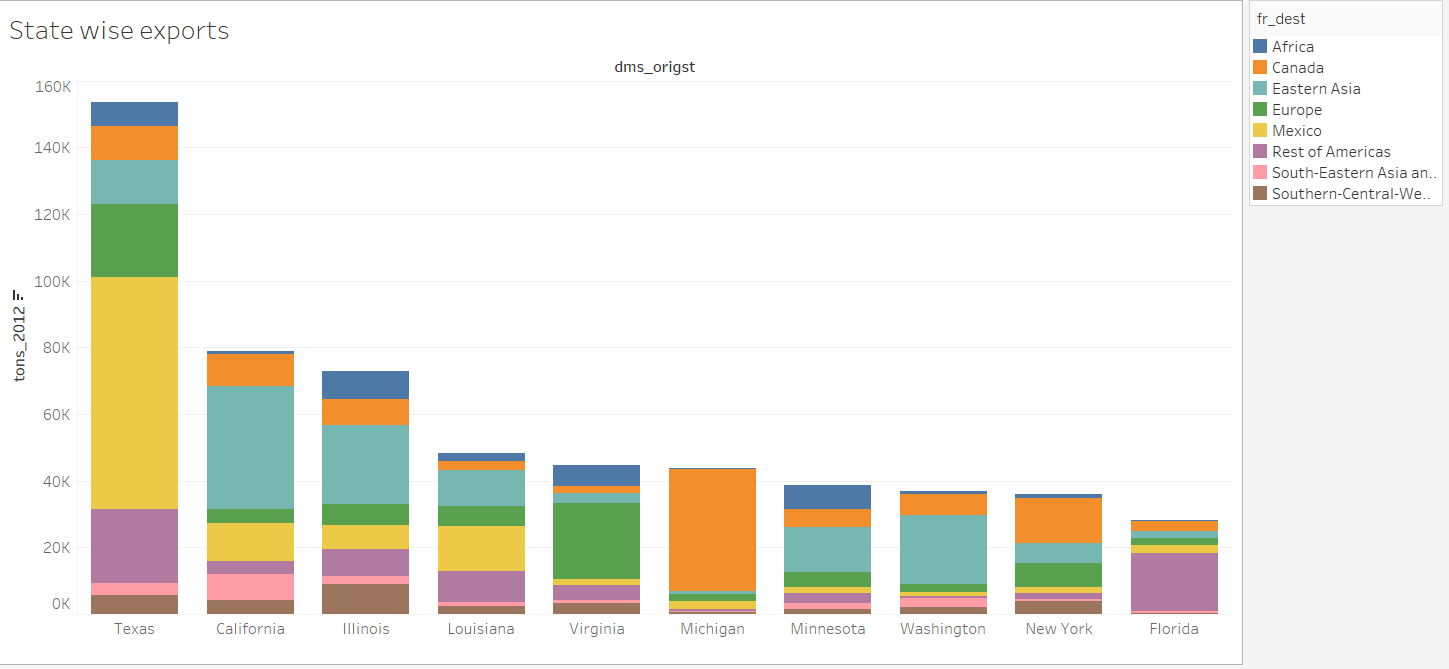 State wise exports
dms_origst
160K
140K
120K
100K
80K
60K
40K
20K
0K
tons_2012
Texas California Illinois Louisiana Virginia Michigan Minnesota Washington New York Florida
fr_dest
Africa
Canada
Eastern Asia
Europe
Mexico
Rest of Americas
South-Eastern Asia an..
Southern-Central-We..